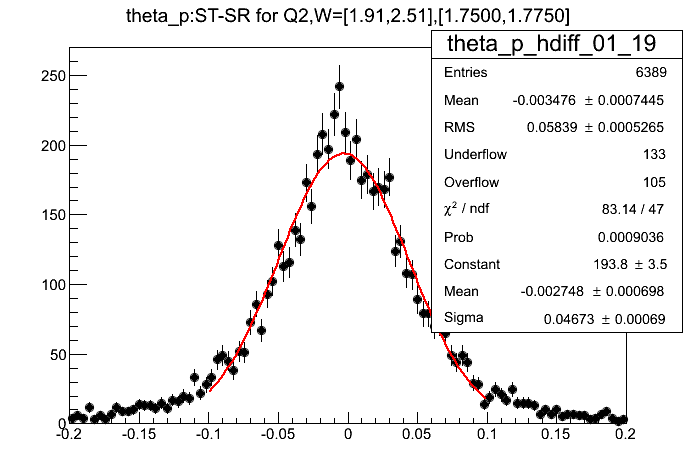 theta_p:ST-SR for Q2,W=[1.91,2.51],[1.7500,1.7750]
theta_p_hdiff_01_19
Entries 6389
Mean -0.003476 ± 0.0007445
RMS 0.05839 ± 0.0005265
Underflow 133
Overflow 105
χ² / ndf 83.14 / 47
Prob 0.0009036
Constant 193.8 ± 3.5
Mean -0.002748 ± 0.000698
Sigma 0.04673 ± 0.00069
250
200
150
100
50
0
-0.2 -0.15 -0.1 -0.05 0 0.05 0.1 0.15 0.2